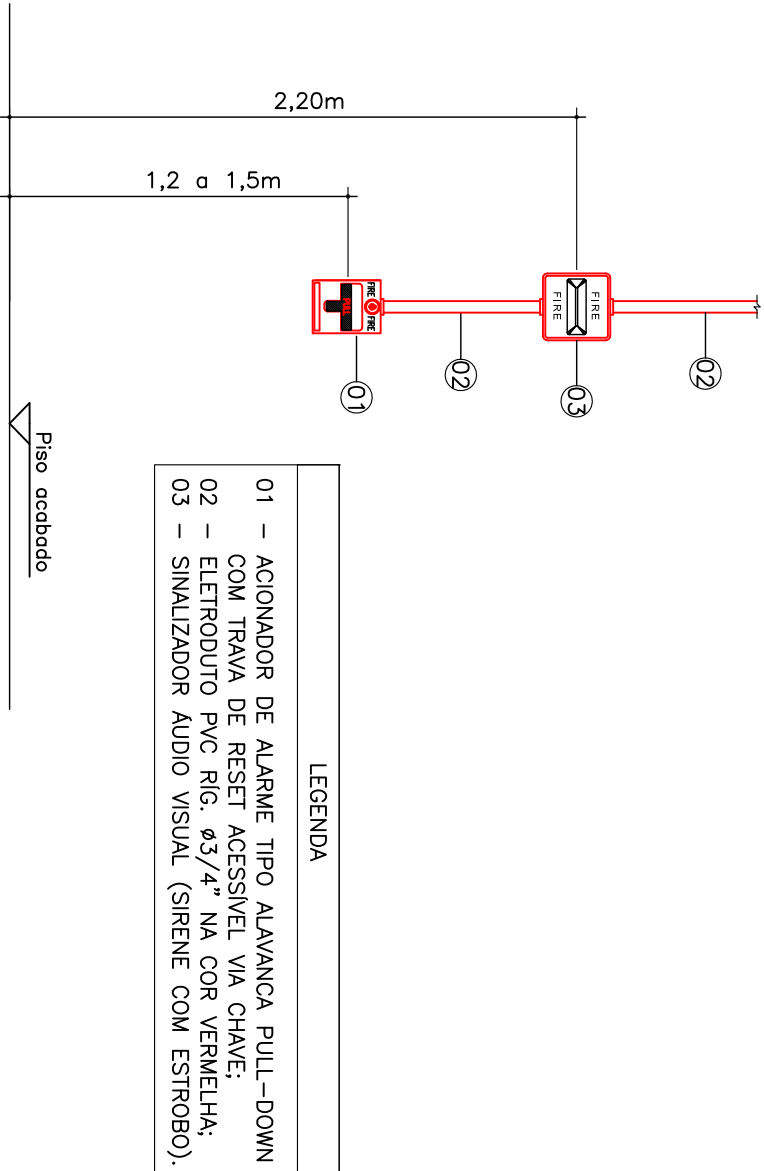 2,20m
1,2 a 1,5m
FIRE
FIRE
FIRE
FIRE
PULL
02
03
02
01
Piso acabado
LEGENDA
01 - ACIONADOR DE ALARME TIPO ALAVANCA PULL-DOWN
COM TRAVA DE RESET ACESSÍVEL VIA CHAVE;
02 - ELETRODUTO PVC RÍG. ø3/4" NA COR VERMELHA;
03 - SINALIZADOR ÁUDIO VISUAL (SIRENE COM ESTROBO).